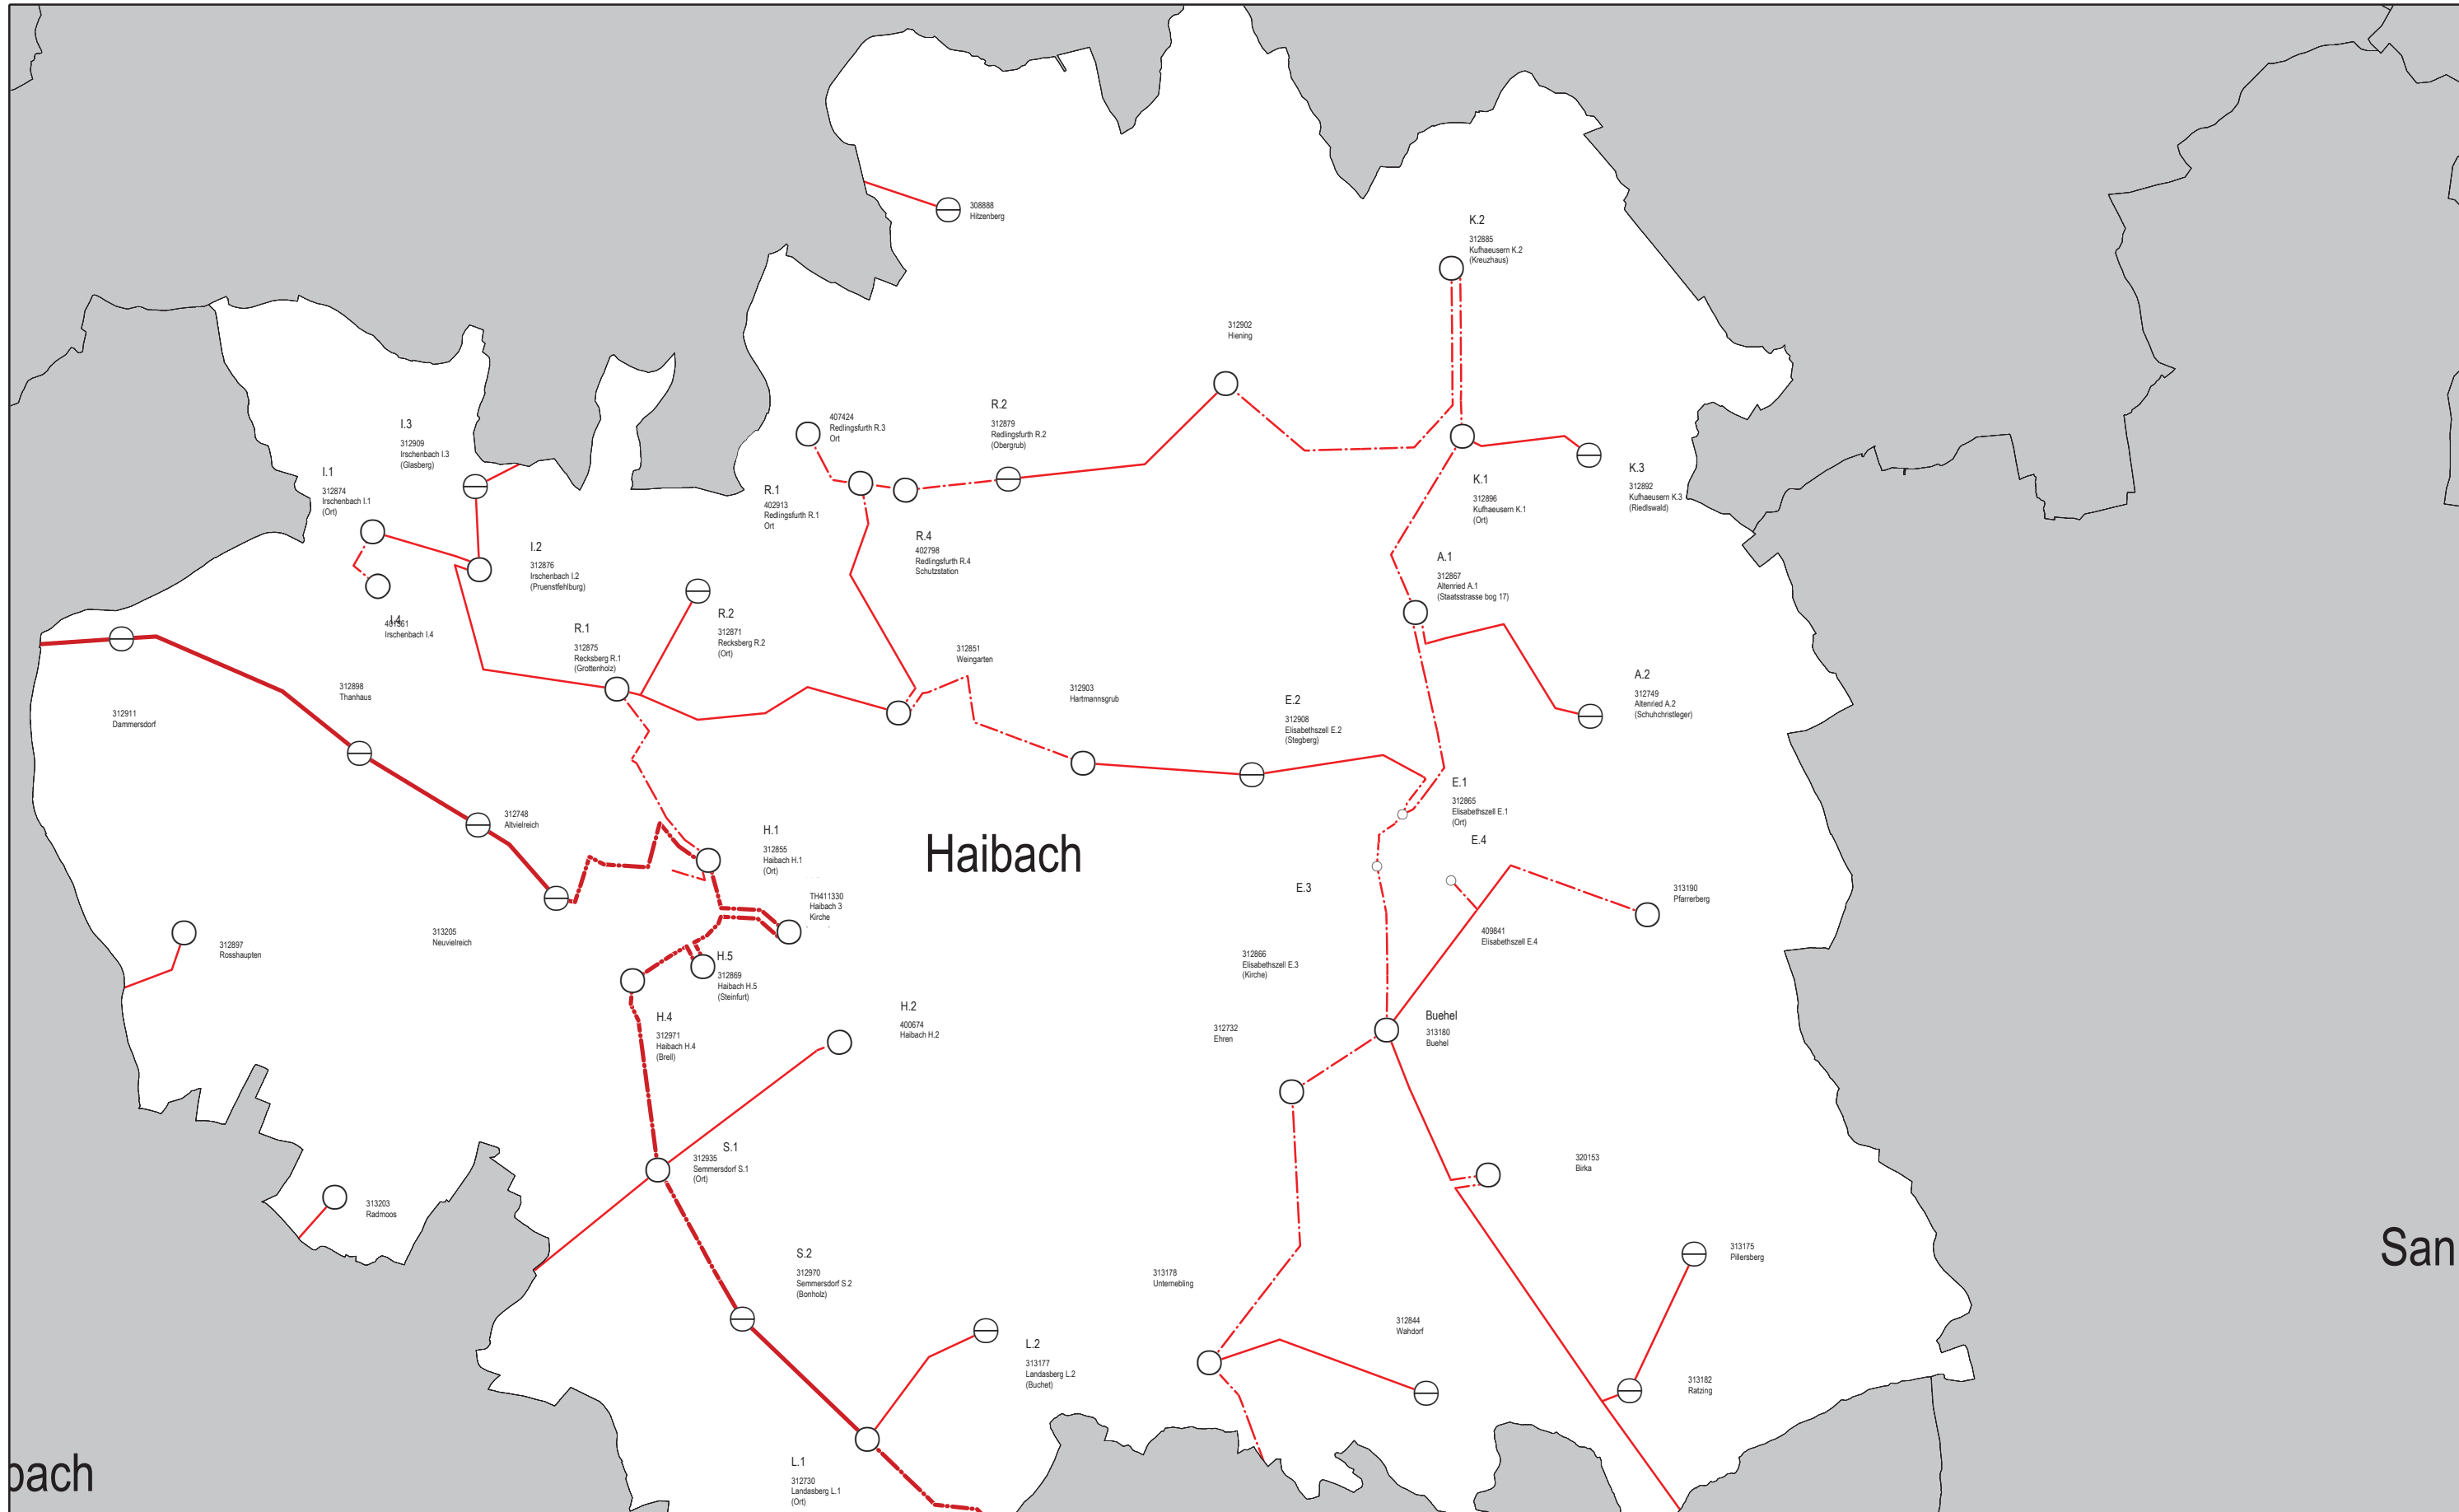 308888
Hitzenberg
K.2
312885
Kufhaeusern K.2
(Kreuzhaus)
312902
Hiening
R.2
312879
Redlingsfurth R.2
(Obergrub)
407424
Redlingsfurth R.3
Ort
I.3
312909
Irschenbach I.3
(Glasberg)
I.1
312874
Irschenbach I.1
(Ort)
R.1
402913
Redlingsfurth R.1
Ort
K.1
312896
Kufhaeusern K.1
(Ort)
K.3
312892
Kufhaeusern K.3
(Riedlswald)
R.4
402798
Redlingsfurth R.4
Schutzstation
I.2
312876
Irschenbach I.2
(Pruenstfehlburg)
A.1
312867
Altenried A.1
(Staatsstrasse bog 17)
I.4
401361
Irschenbach I.4
R.2
312871
Recksberg R.2
(Ort)
R.1
312875
Recksberg R.1
(Grottenholz)
312851
Weingarten
312903
Hartmannsgrub
E.2
312908
Elisabethszell E.2
(Stegberg)
A.2
312749
Altenried A.2
(Schuhchristleger)
312898
Thanhaus
312911
Dammersdorf
E.1
312865
Elisabethszell E.1
(Ort)
312748
Altvielreich
H.1
312855
Haibach H.1
(Ort)
Haibach
E.4
E.3
TH411330
Haibach 3
Kirche
313190
Pfarrerberg
409841
Elisabethszell E.4
313205
Neuvielreich
312897
Rosshaupten
H.5
312869
Haibach H.5
(Steinfurt)
312866
Elisabethszell E.3
(Kirche)
H.4
312971
Haibach H.4
(Brell)
H.2
400674
Haibach H.2
312732
Ehren
Buehel
313180
Buehel
S.1
312935
Semmersdorf S.1
(Ort)
320153
Birka
313203
Radmoos
S.2
312970
Semmersdorf S.2
(Bonholz)
313178
Unternebling
313175
Pillersberg
San
L.2
313177
Landasberg L.2
(Buchet)
312844
Wahdorf
313182
Ratzing
bach
L.1
312730
Landasberg L.1
(Ort)